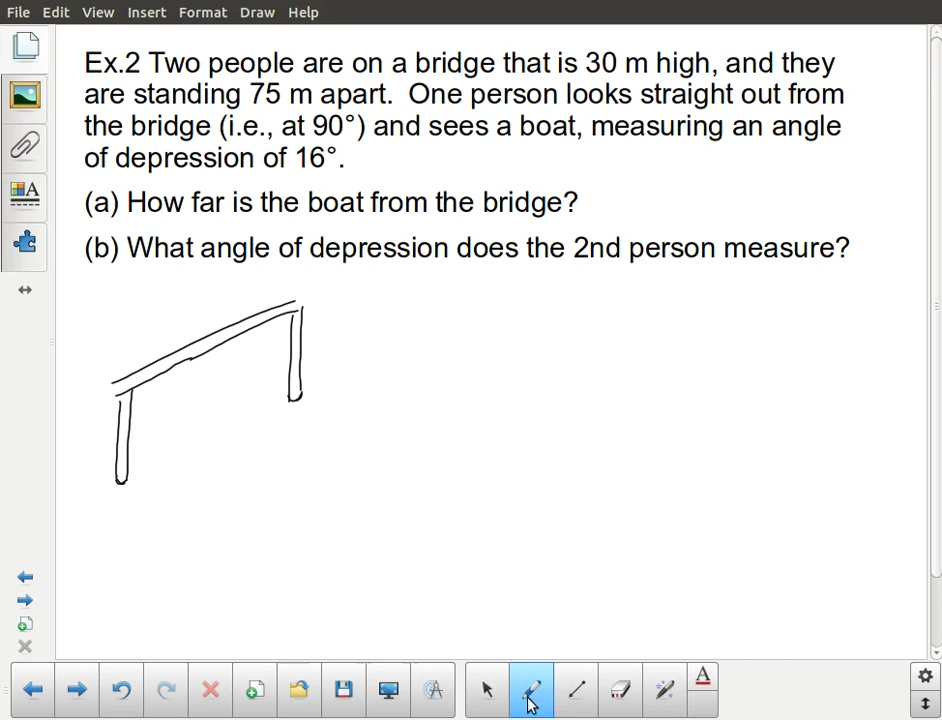 File Edit View Insert Format Draw Help
Ex.2 Two people are on a bridge that is 30 m high, and they
are standing 75 m apart.  One person looks straight out from
the bridge (i.e., at 90°) and sees a boat, measuring an angle
of depression of 16°.
(a) How far is the boat from the bridge?
(b) What angle of depression does the 2nd person measure?